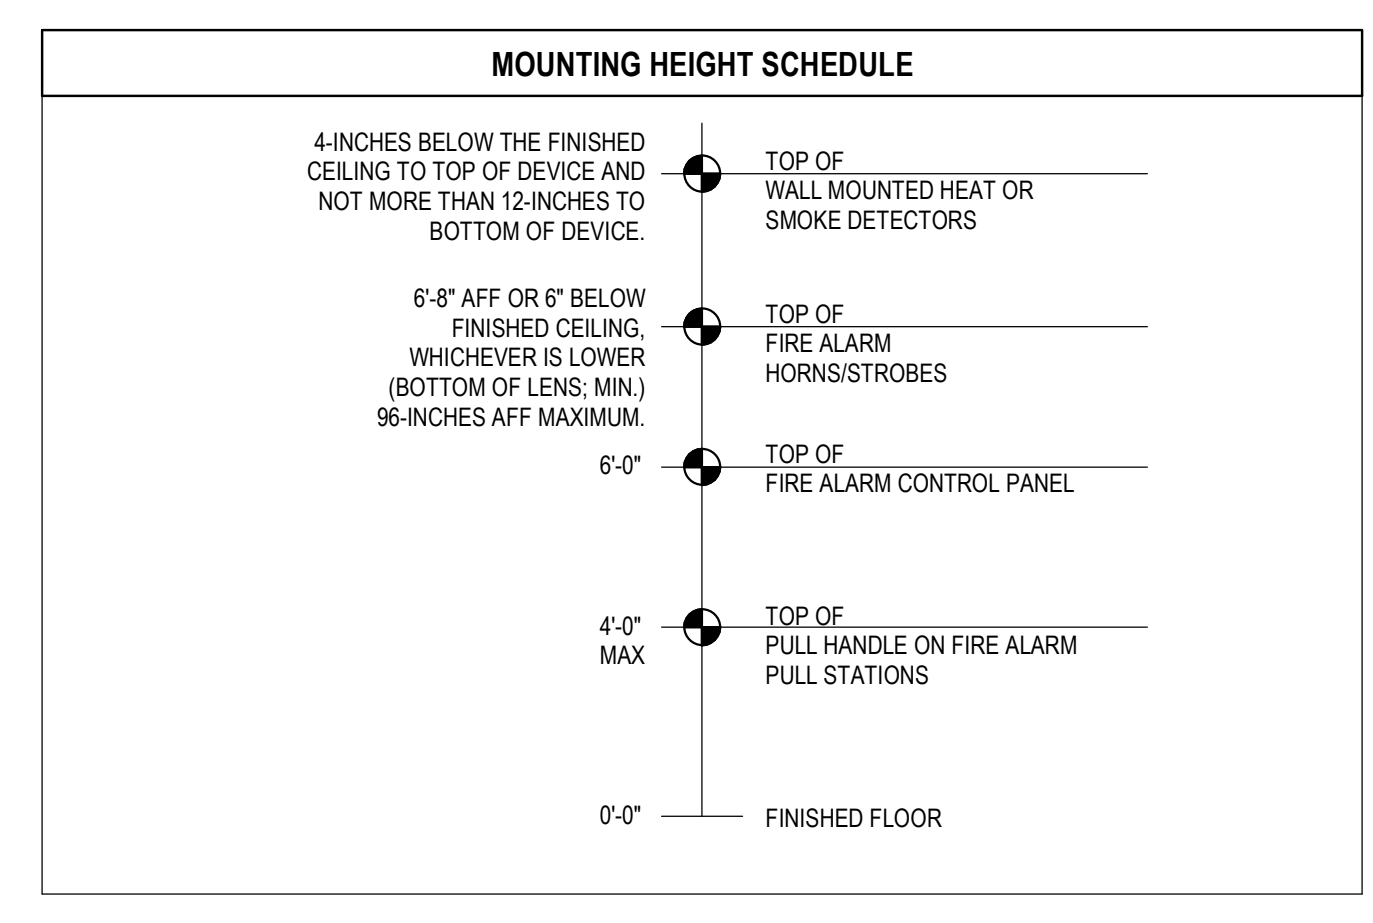 MOUNTING HEIGHT SCHEDULE
4-INCHES BELOW THE FINISHED
CEILING TO TOP OF DEVICE AND
NOT MORE THAN 12-INCHES TO
BOTTOM OF DEVICE.
TOP OF
WALL MOUNTED HEAT OR
SMOKE DETECTORS
6'-8" AFF OR 6" BELOW
FINISHED CEILING,
WHICHEVER IS LOWER
(BOTTOM OF LENS; MIN.)
96-INCHES AFF MAXIMUM.
TOP OF
FIRE ALARM
HORNS/STROBES
6'-0"
TOP OF
FIRE ALARM CONTROL PANEL
4'-0"
MAX
TOP OF
PULL HANDLE ON FIRE ALARM
PULL STATIONS
0'-0"
FINISHED FLOOR